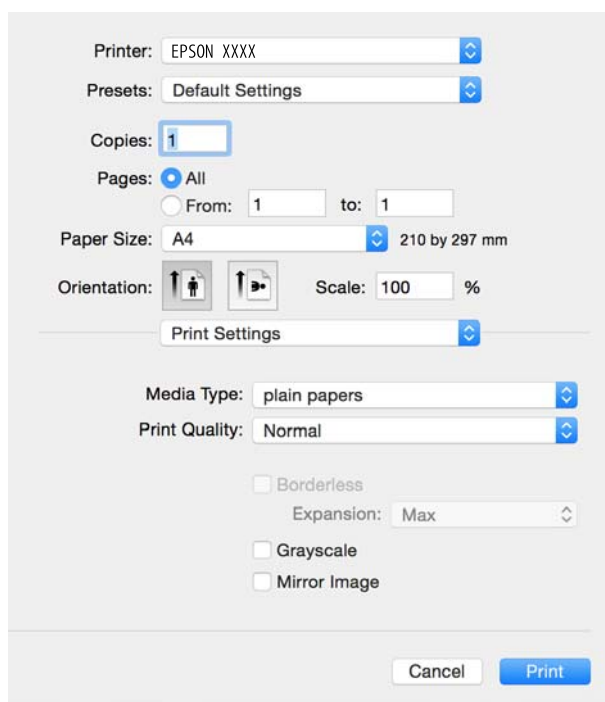 Printer: EPSON XXXX
Presets: Default Settings
Copies: 1
Pages: All
From: 1 to: 1
Paper Size: A4 210 by 297 mm
Orientation: Scale: 100 %
Print Settings
Media Type: plain papers
Print Quality: Normal
Borderless
Expansion: Max
Grayscale
Mirror Image
Cancel Print